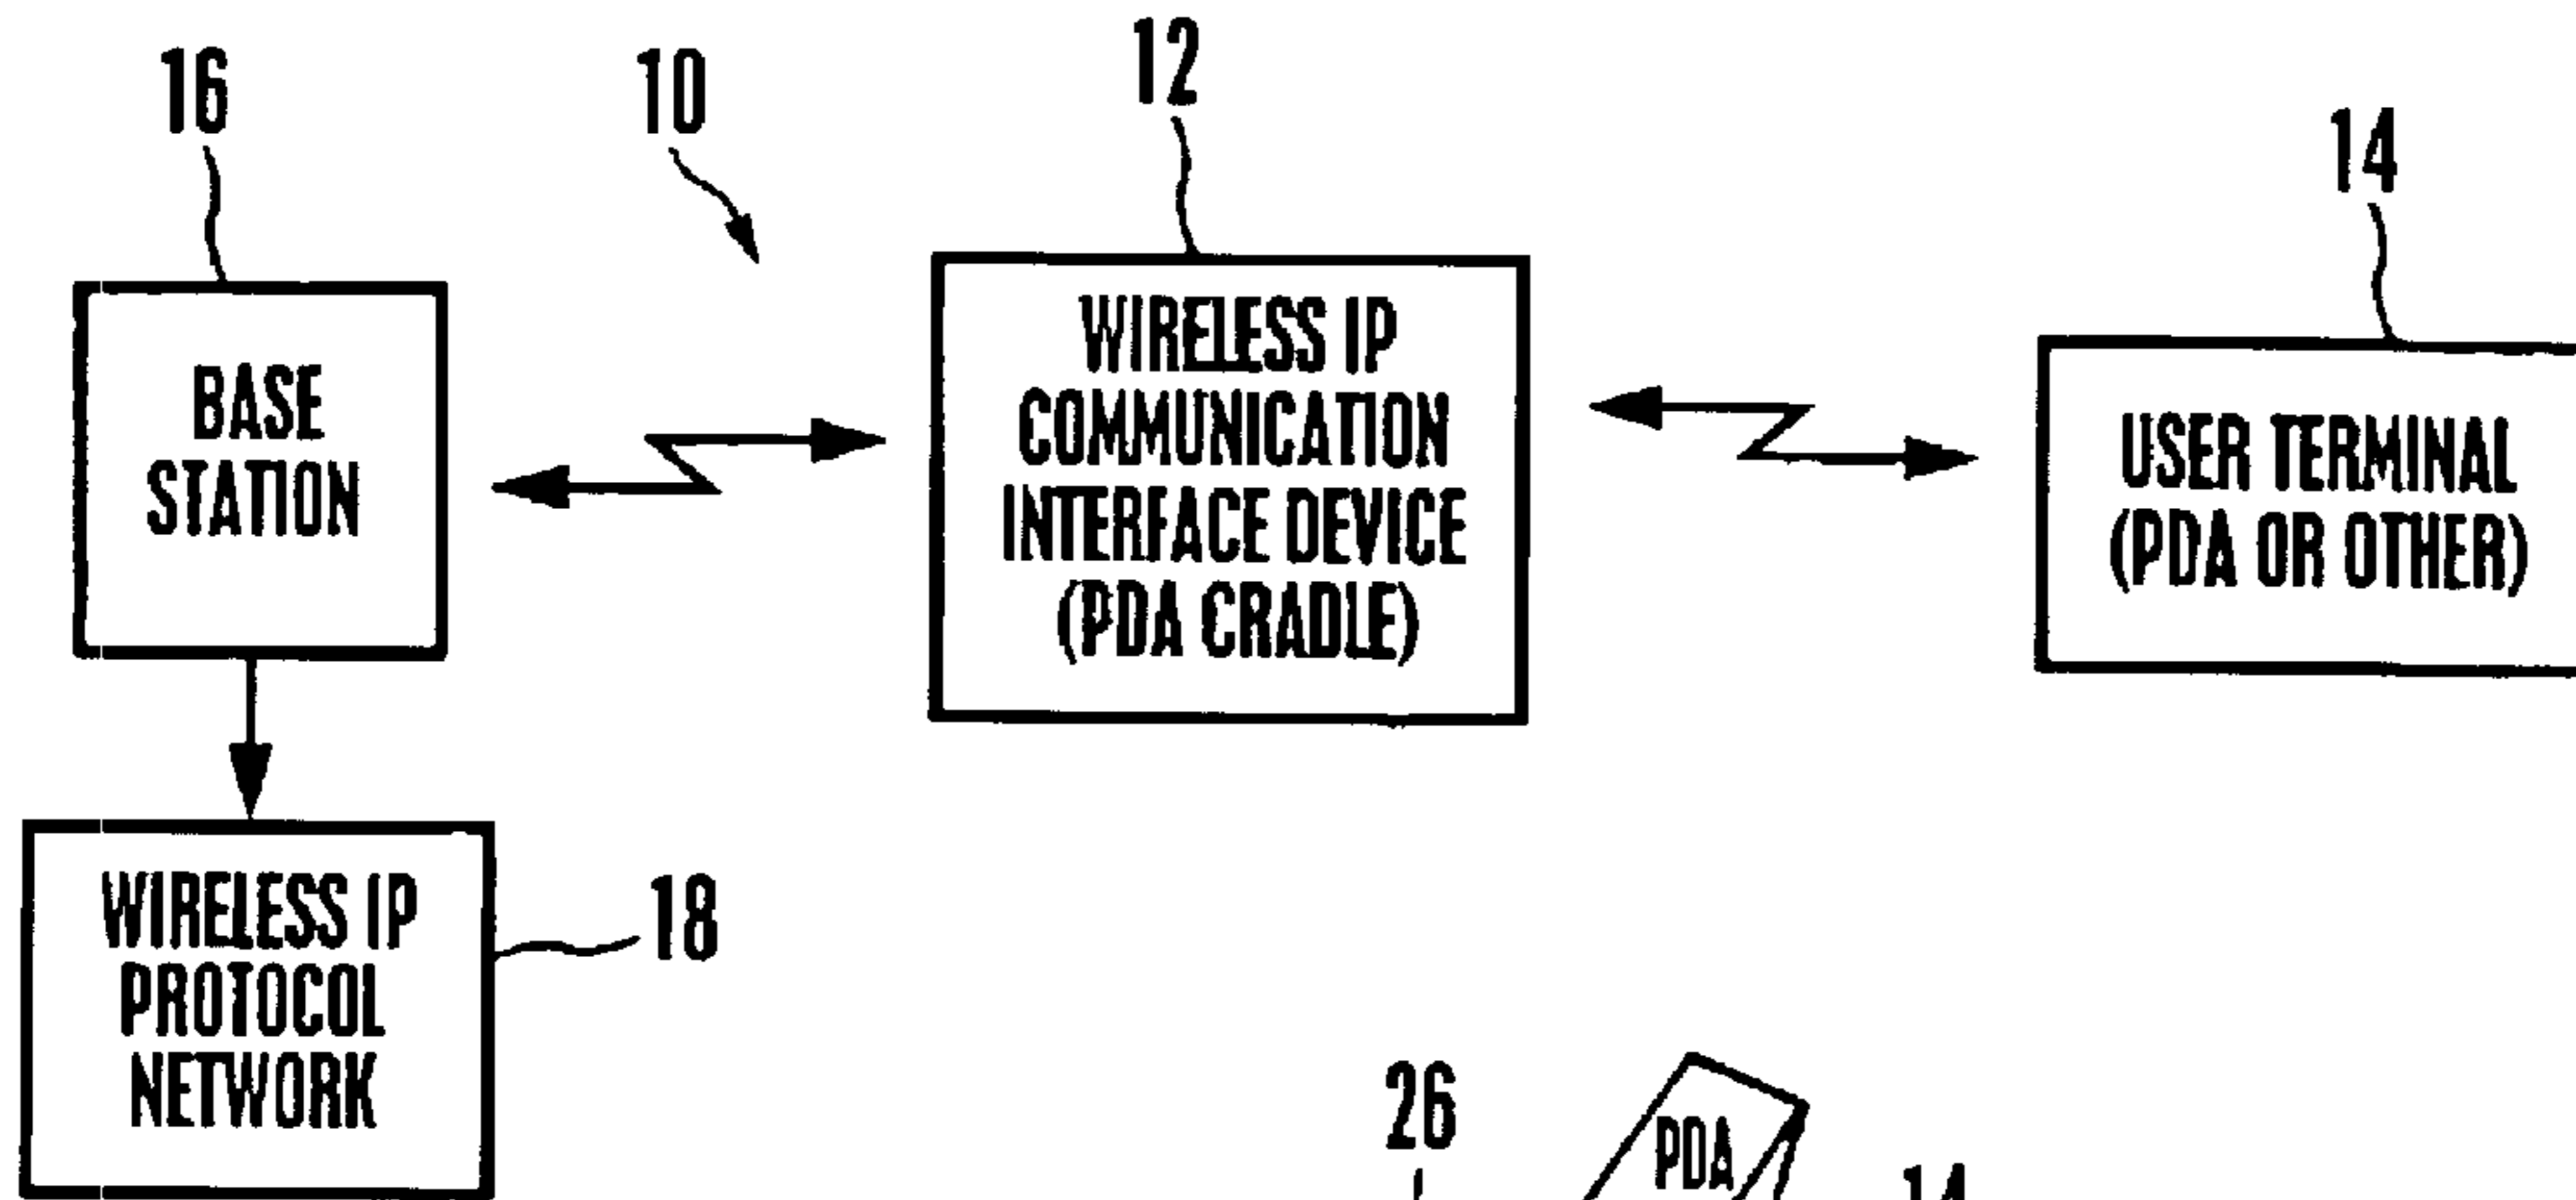 16
10
12
14
BASE
STATION
WIRELESS IP
COMMUNICATION
INTERFACE DEVICE
(PDA CRADLE)
USER TERMINAL
(PDA OR OTHER)
WIRELESS IP
PROTOCOL
NETWORK
18
26
PDA
14